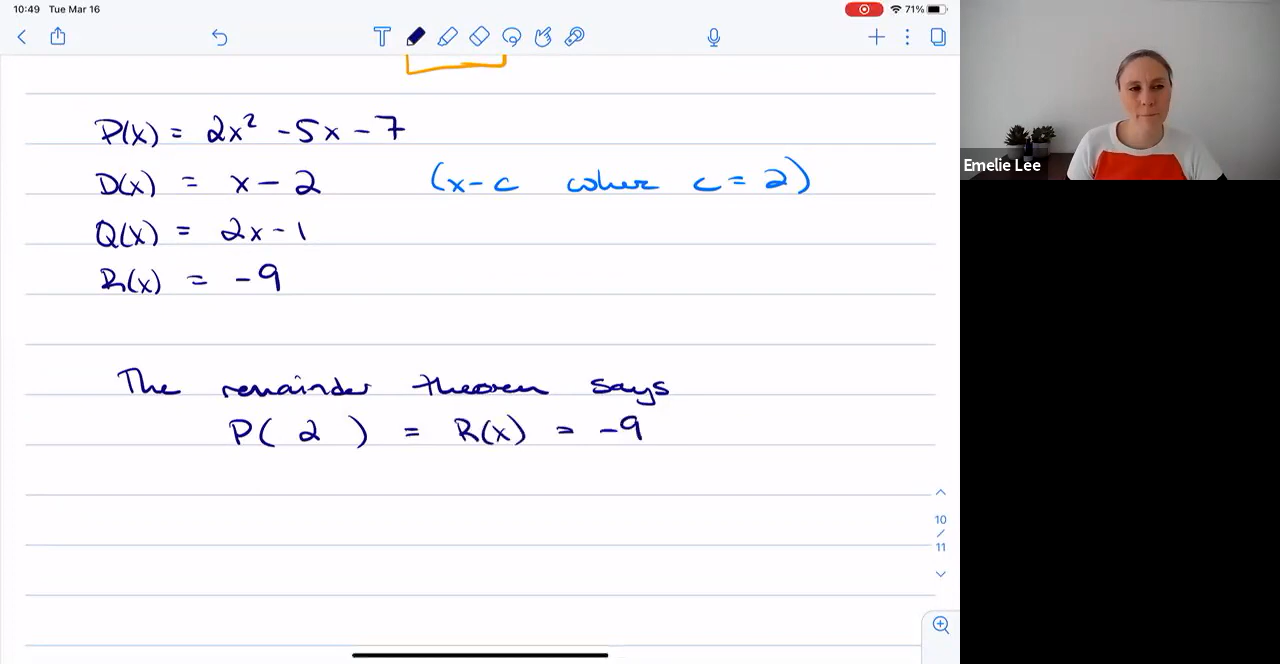 10:49 Tue Mar 16
71%
T
P(x) = 2x² - 5x - 7
D(x) = x - 2 (x - c where c = 2)
Q(x) = 2x - 1
R(x) = -9
The remainder theorem says
P( 2 ) = R(x) = -9
10
/
11
Emelie Lee